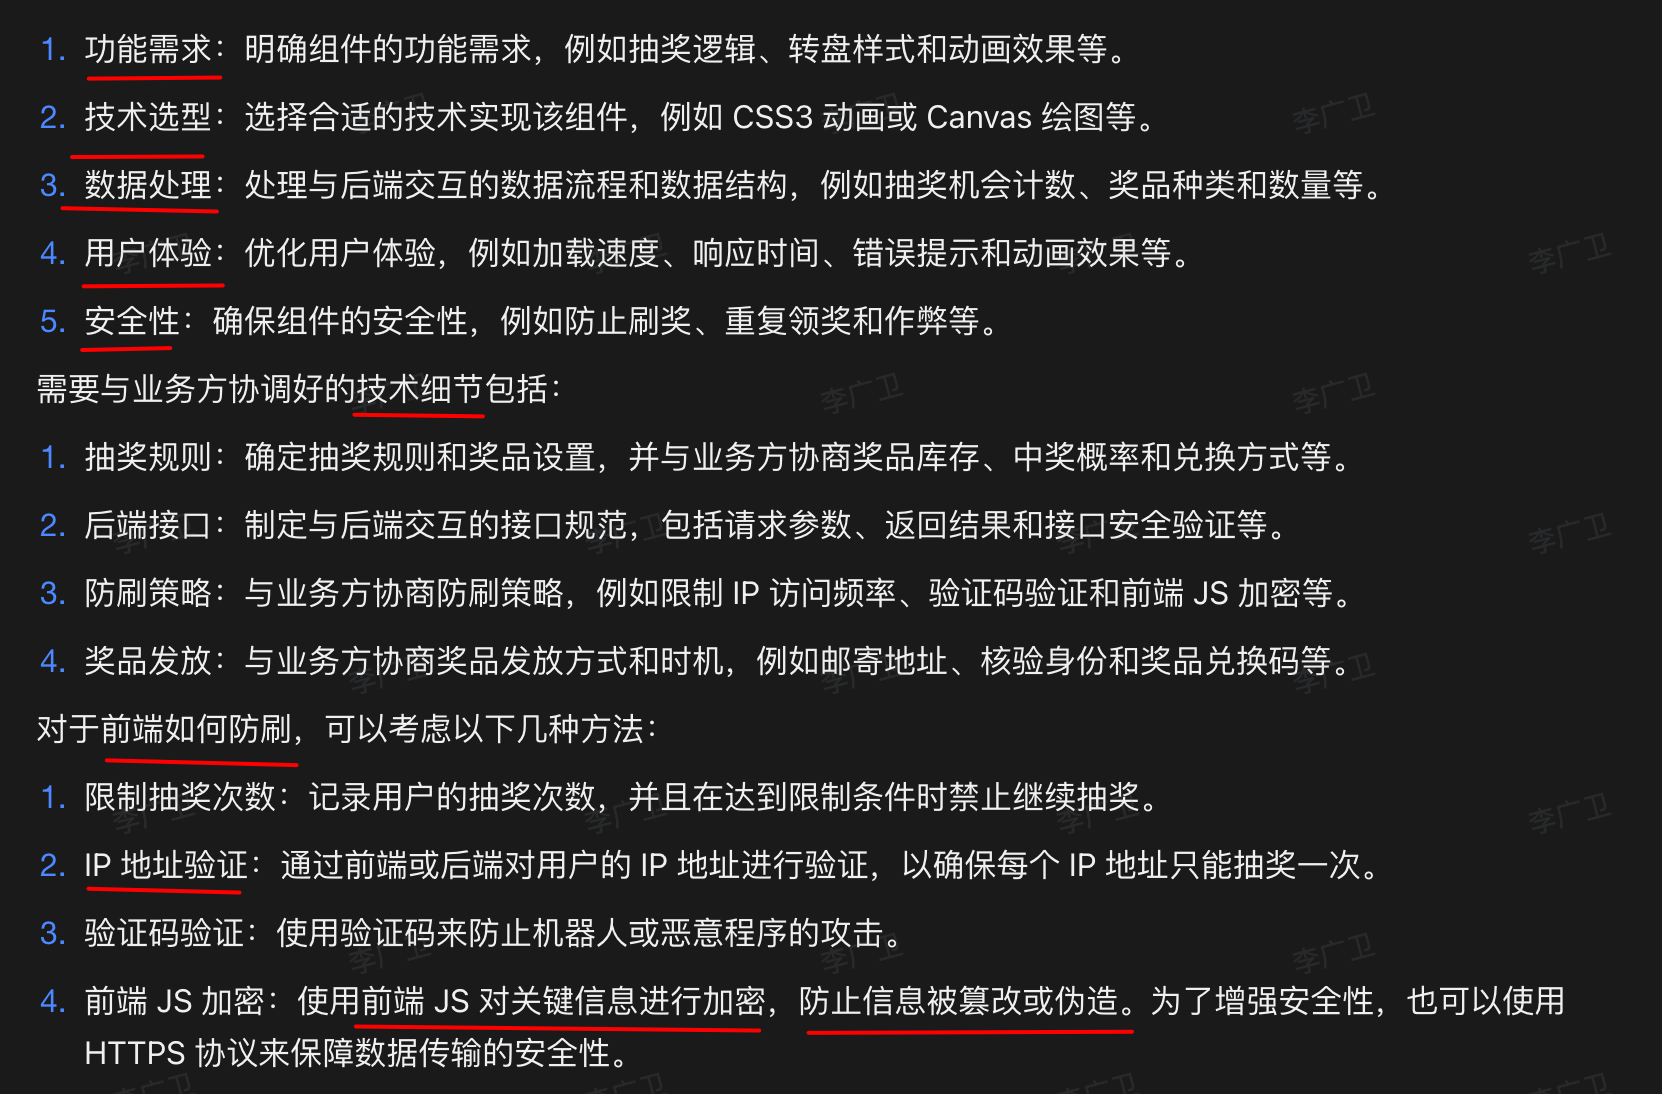 1. 功能需求：明确组件的功能需求，例如抽奖逻辑、转盘样式和动画效果等。
2. 技术选型：选择合适的技术实现该组件，例如 CSS3 动画或 Canvas 绘图等。
3. 数据处理：处理与后端交互的数据流程和数据结构，例如抽奖机会计数、奖品种类和数量等。
4. 用户体验：优化用户体验，例如加载速度、响应时间、错误提示和动画效果等。
5. 安全性：确保组件的安全性，例如防止刷奖、重复领奖和作弊等。
需要与业务方协调好的技术细节包括：
1. 抽奖规则：确定抽奖规则和奖品设置，并与业务方协商奖品库存、中奖概率和兑换方式等。
2. 后端接口：制定与后端交互的接口规范，包括请求参数、返回结果和接口安全验证等。
3. 防刷策略：与业务方协商防刷策略，例如限制 IP 访问频率、验证码验证和前端 JS 加密等。
4. 奖品发放：与业务方协商奖品发放方式和时机，例如邮寄地址、核验身份和奖品兑换码等。
对于前端如何防刷，可以考虑以下几种方法：
1. 限制抽奖次数：记录用户的抽奖次数，并且在达到限制条件时禁止继续抽奖。
2. IP 地址验证：通过前端或后端对用户的 IP 地址进行验证，以确保每个 IP 地址只能抽奖一次。
3. 验证码验证：使用验证码来防止机器人或恶意程序的攻击。
4. 前端 JS 加密：使用前端 JS 对关键信息进行加密，防止信息被篡改或伪造。为了增强安全性，也可以使用
HTTPS 协议来保障数据传输的安全性。
李广卫